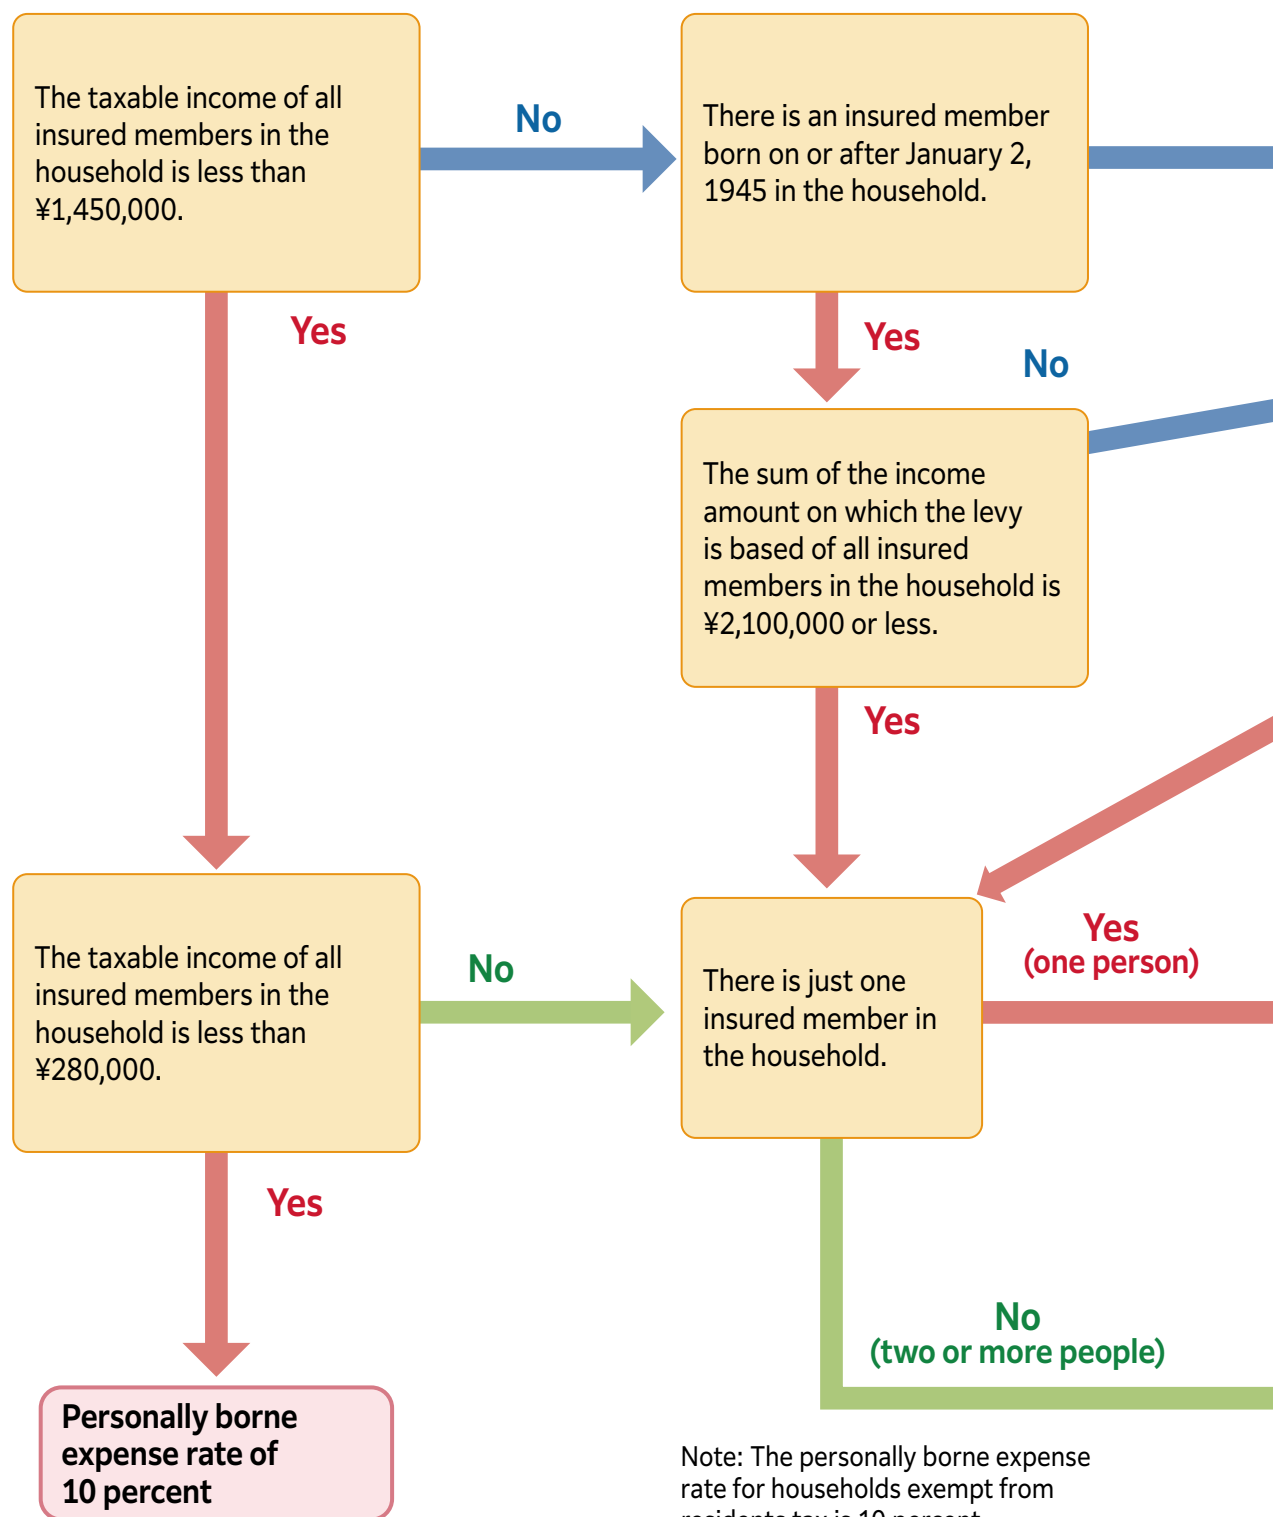 The taxable income of all
insured members in the
household is less than
¥1,450,000.
No
There is an insured member
born on or after January 2,
1945 in the household.
Yes
Yes
No
The sum of the income
amount on which the levy
is based of all insured
members in the household is
¥2,100,000 or less.
Yes
The taxable income of all
insured members in the
household is less than
¥280,000.
No
There is just one
insured member in
the household.
Yes
(one person)
Yes
No
(two or more people)
Personally borne
expense rate of
10 percent
Note: The personally borne expense
rate for households exempt from
residents tax is 10 percent